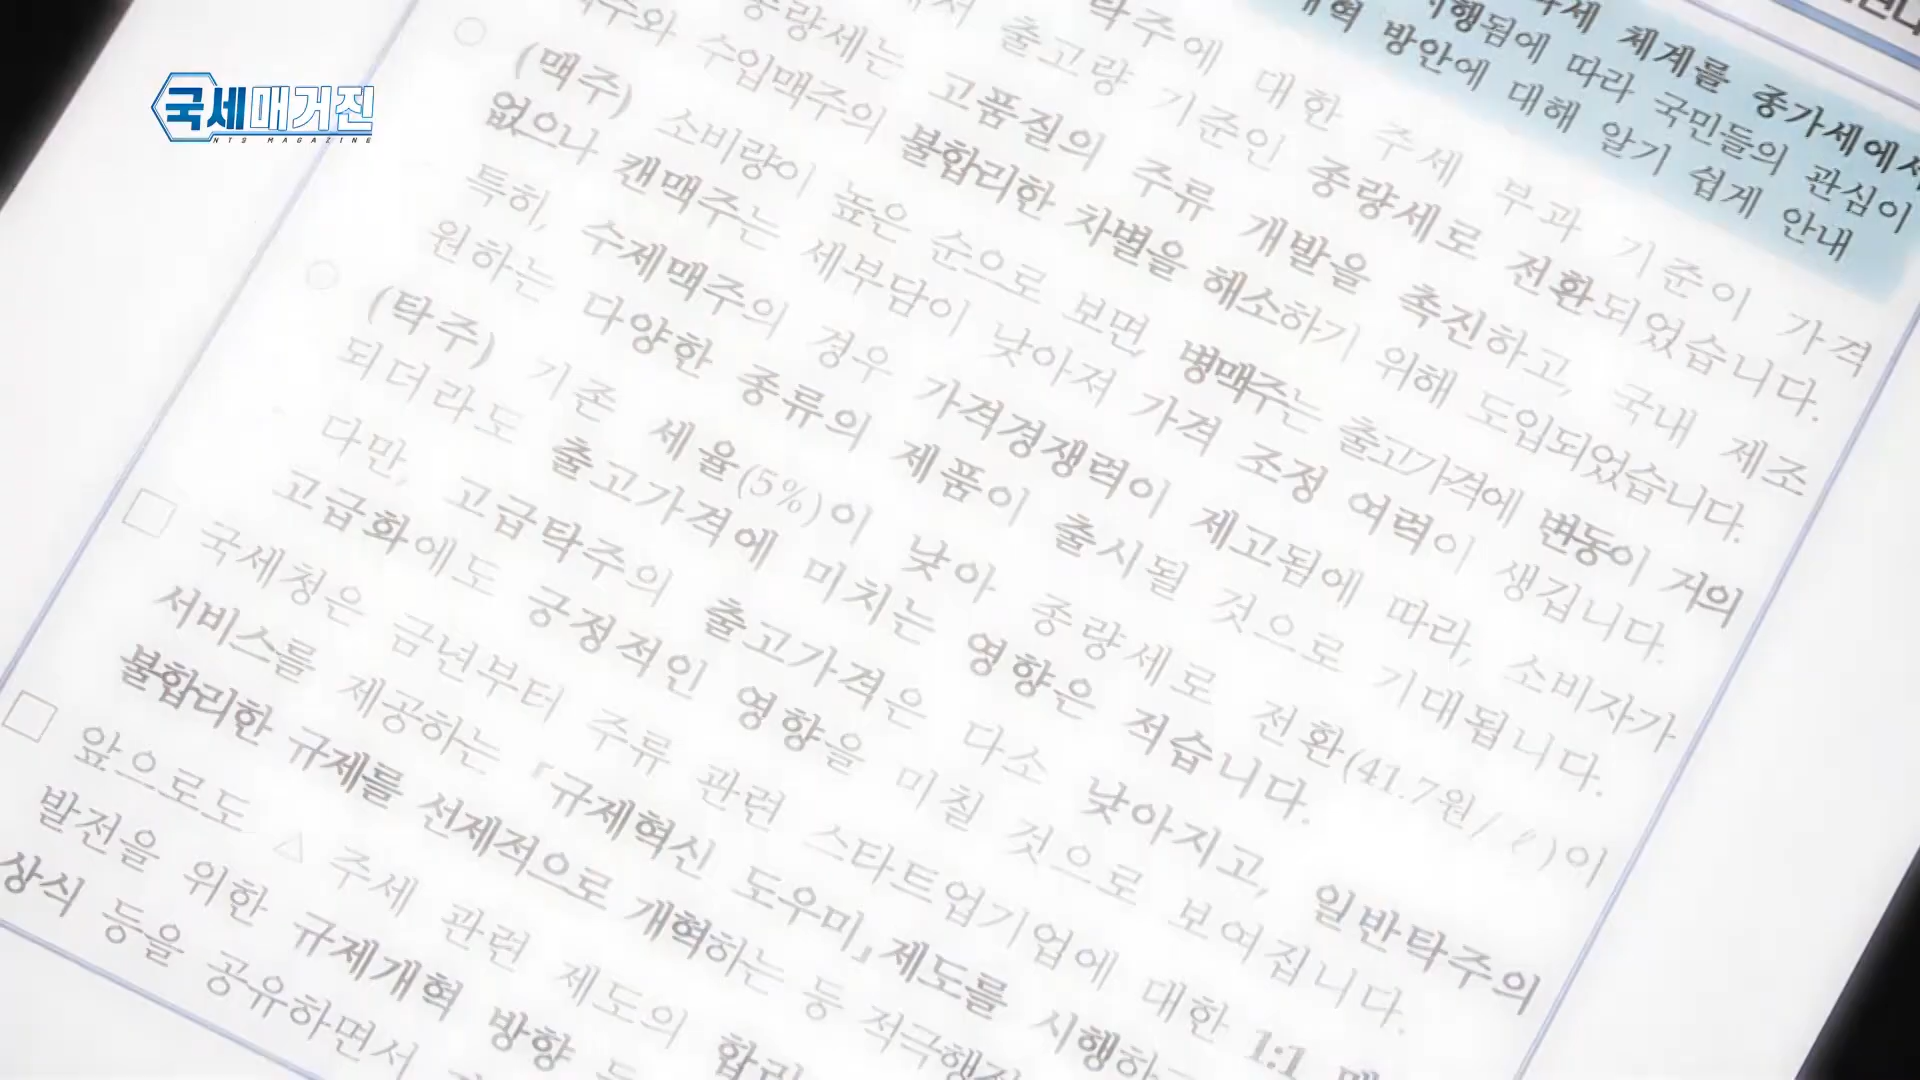 국세매거진
NTS MAGAZINE
체계를 종가세에서
시행됨에 따라 국민들의 관심이
방안에 대해 알기 쉽게 안내
탁주에 대한 주세 부과 기준이 가격
출고량 기준인 종량세로 전환되었습니다.
종량세는 고품질의 주류 개발을 촉진하고, 국내 제조
수입맥주의 불합리한 차별을 해소하기 위해 도입되었습니다.
○ (맥주) 소비량이 높은 순으로 보면, 병맥주는 출고가격에 변동이 거의
없으나 캔맥주는 세부담이 낮아져 가격 조정 여력이 생깁니다.
특히, 수제맥주의 경우 가격경쟁력이 제고됨에 따라, 소비자가
원하는 다양한 종류의 제품이 출시될 것으로 기대됩니다.
○ (탁주) 기존 세율(5%)이 낮아 종량세로 전환(41.7원/ℓ)이
되더라도 출고가격에 미치는 영향은 적습니다.
다만, 고급탁주의 출고가격은 다소 낮아지고, 일반탁주의
고급화에도 긍정적인 영향을 미칠 것으로 보여집니다.
□ 국세청은 금년부터 주류 관련 스타트업기업에 대한 1:1
서비스를 제공하는 『규제혁신 도우미』 제도를 시행하
불합리한 규제를 선제적으로 개혁하는 등 적극행정
□ 앞으로도 △ 주세 관련 제도의 합리
발전을 위한 규제개혁 방향
상식 등을 공유하면서